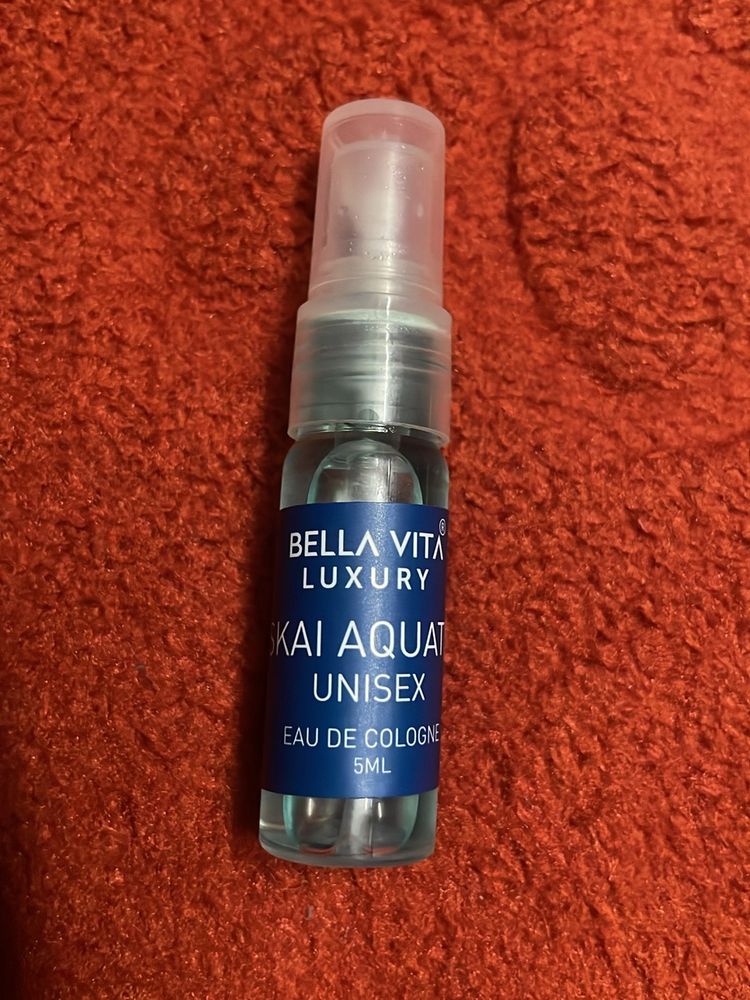 BELLA VITA®
LUXURY
SKAI AQUAT
UNISEX
EAU DE COLOGNE
5ML